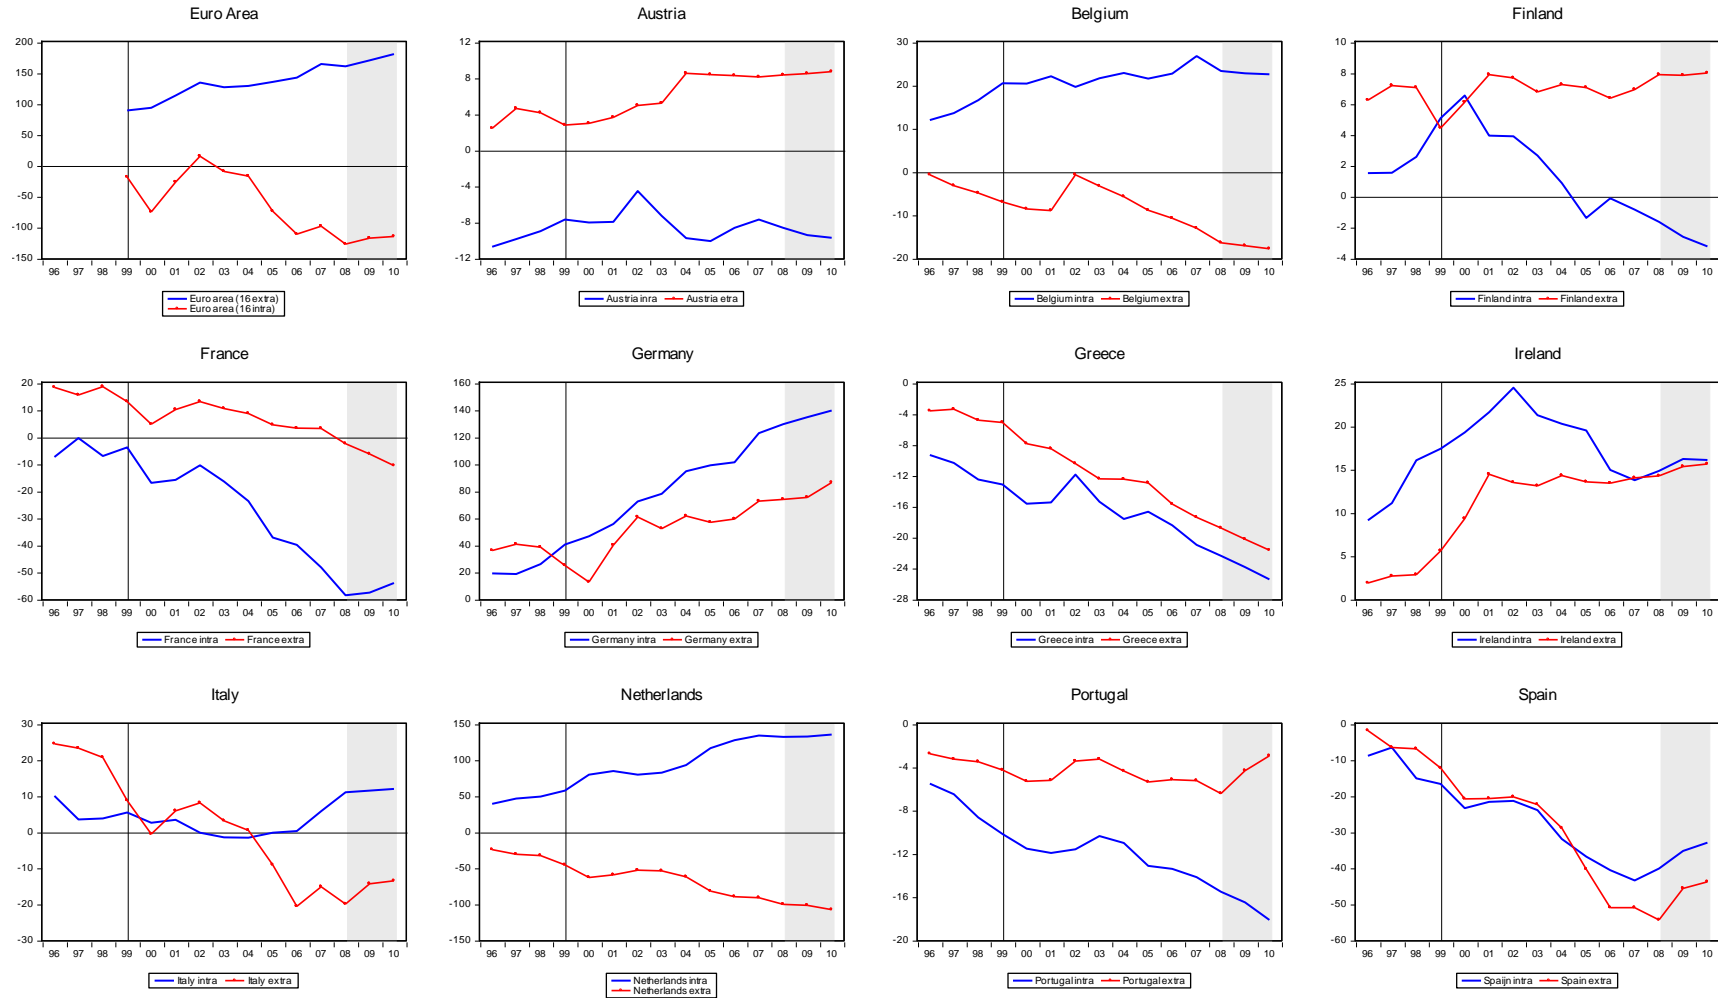 Euro Area
200
150
100
50
0
-50
-100
-150
96 97 98 99 00 01 02 03 04 05 06 07 08 09 10
Euro area (16 extra)
Euro area (16 intra)
Austria
12
8
4
0
-4
-8
-12
96 97 98 99 00 01 02 03 04 05 06 07 08 09 10
Austria inra Austria etra
Belgium
30
20
10
0
-10
-20
96 97 98 99 00 01 02 03 04 05 06 07 08 09 10
Belgium intra Belgium extra
Finland
10
8
6
4
2
0
-2
-4
96 97 98 99 00 01 02 03 04 05 06 07 08 09 10
Finland intra Finland extra
France
20
10
0
-10
-20
-30
-40
-50
-60
96 97 98 99 00 01 02 03 04 05 06 07 08 09 10
France intra France extra
Germany
160
140
120
100
80
60
40
20
0
96 97 98 99 00 01 02 03 04 05 06 07 08 09 10
Germany intra Germany extra
Greece
0
-4
-8
-12
-16
-20
-24
-28
96 97 98 99 00 01 02 03 04 05 06 07 08 09 10
Greece intra Greece extra
Ireland
25
20
15
10
5
0
96 97 98 99 00 01 02 03 04 05 06 07 08 09 10
Ireland intra Ireland extra
Italy
30
20
10
0
-10
-20
-30
96 97 98 99 00 01 02 03 04 05 06 07 08 09 10
Italy intra Italy extra
Netherlands
150
100
50
0
-50
-100
-150
96 97 98 99 00 01 02 03 04 05 06 07 08 09 10
Netherlands intra
Netherlands extra
Portugal
0
-4
-8
-12
-16
-20
96 97 98 99 00 01 02 03 04 05 06 07 08 09 10
Portugal intra Portugal extra
Spain
0
-10
-20
-30
-40
-50
-60
96 97 98 99 00 01 02 03 04 05 06 07 08 09 10
Spaijn intra Spain extra